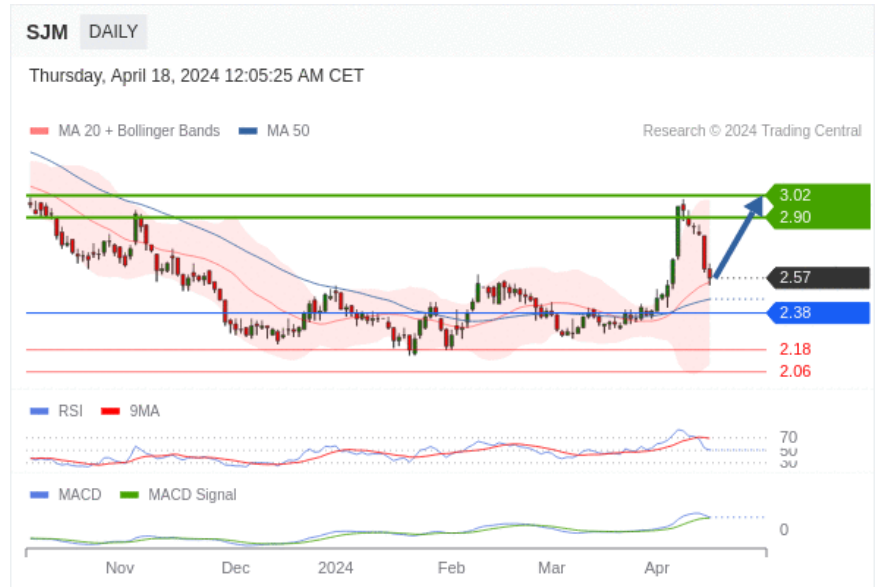 SJM DAILY
Thursday, April 18, 2024 12:05:25 AM CET
MA 20 + Bollinger Bands MA 50 Research © 2024 Trading Central
3.02
2.90
2.57
2.38
2.18
2.06
RSI 9MA
70
50
30
MACD MACD Signal
0
Nov Dec 2024 Feb Mar Apr